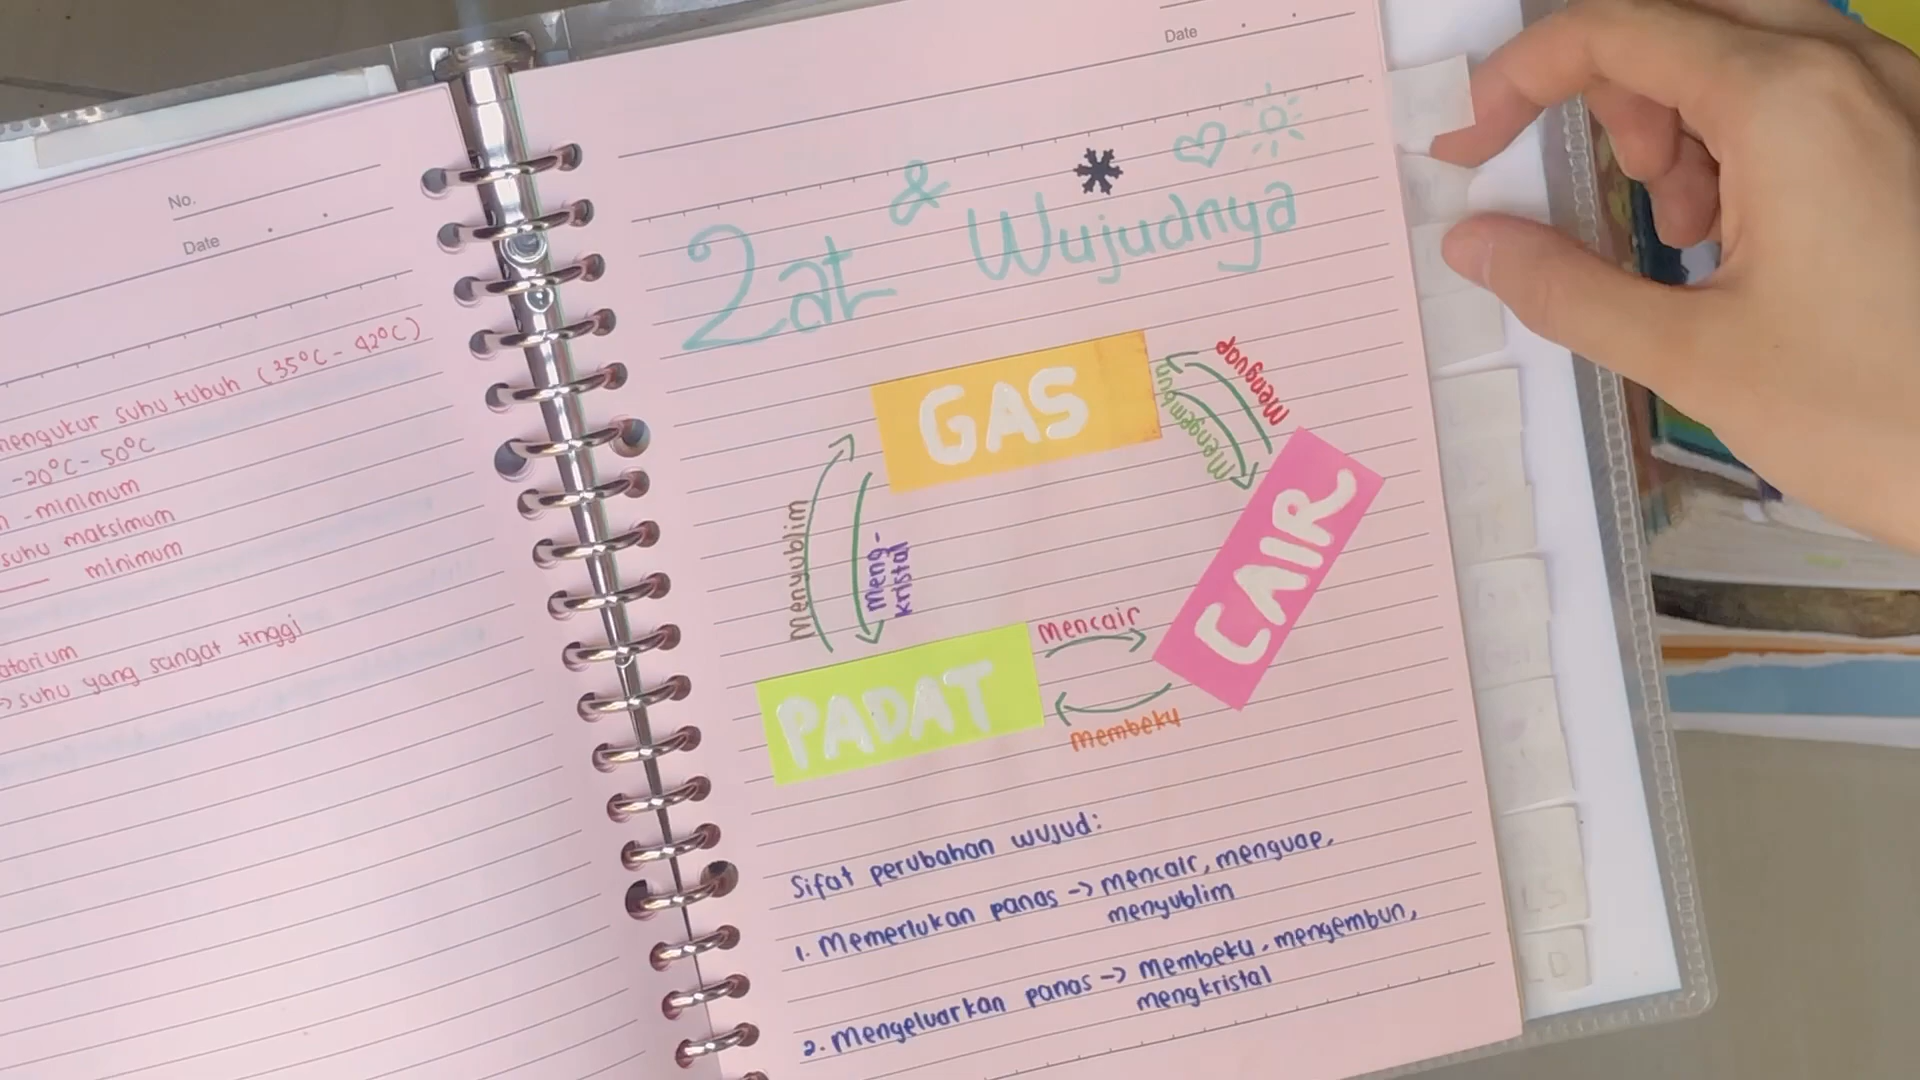 No.
Date
mengukur suhu tubuh (35°C - 42°C)
-20°C - 50°C
-minimum
suhu maksimum
minimum
suhu yang sangat tinggi
Date
Zat & Wujudnya
GAS
Menguap
Mengembun
CAIR
Menyublim
Meng-
kristal
Mencair
PADAT
Membeku
Sifat perubahan wujud:
1. Memerlukan panas -> mencair, menguap,
menyublim
2. Mengeluarkan panas -> membeku, mengembun,
mengkristal
LS